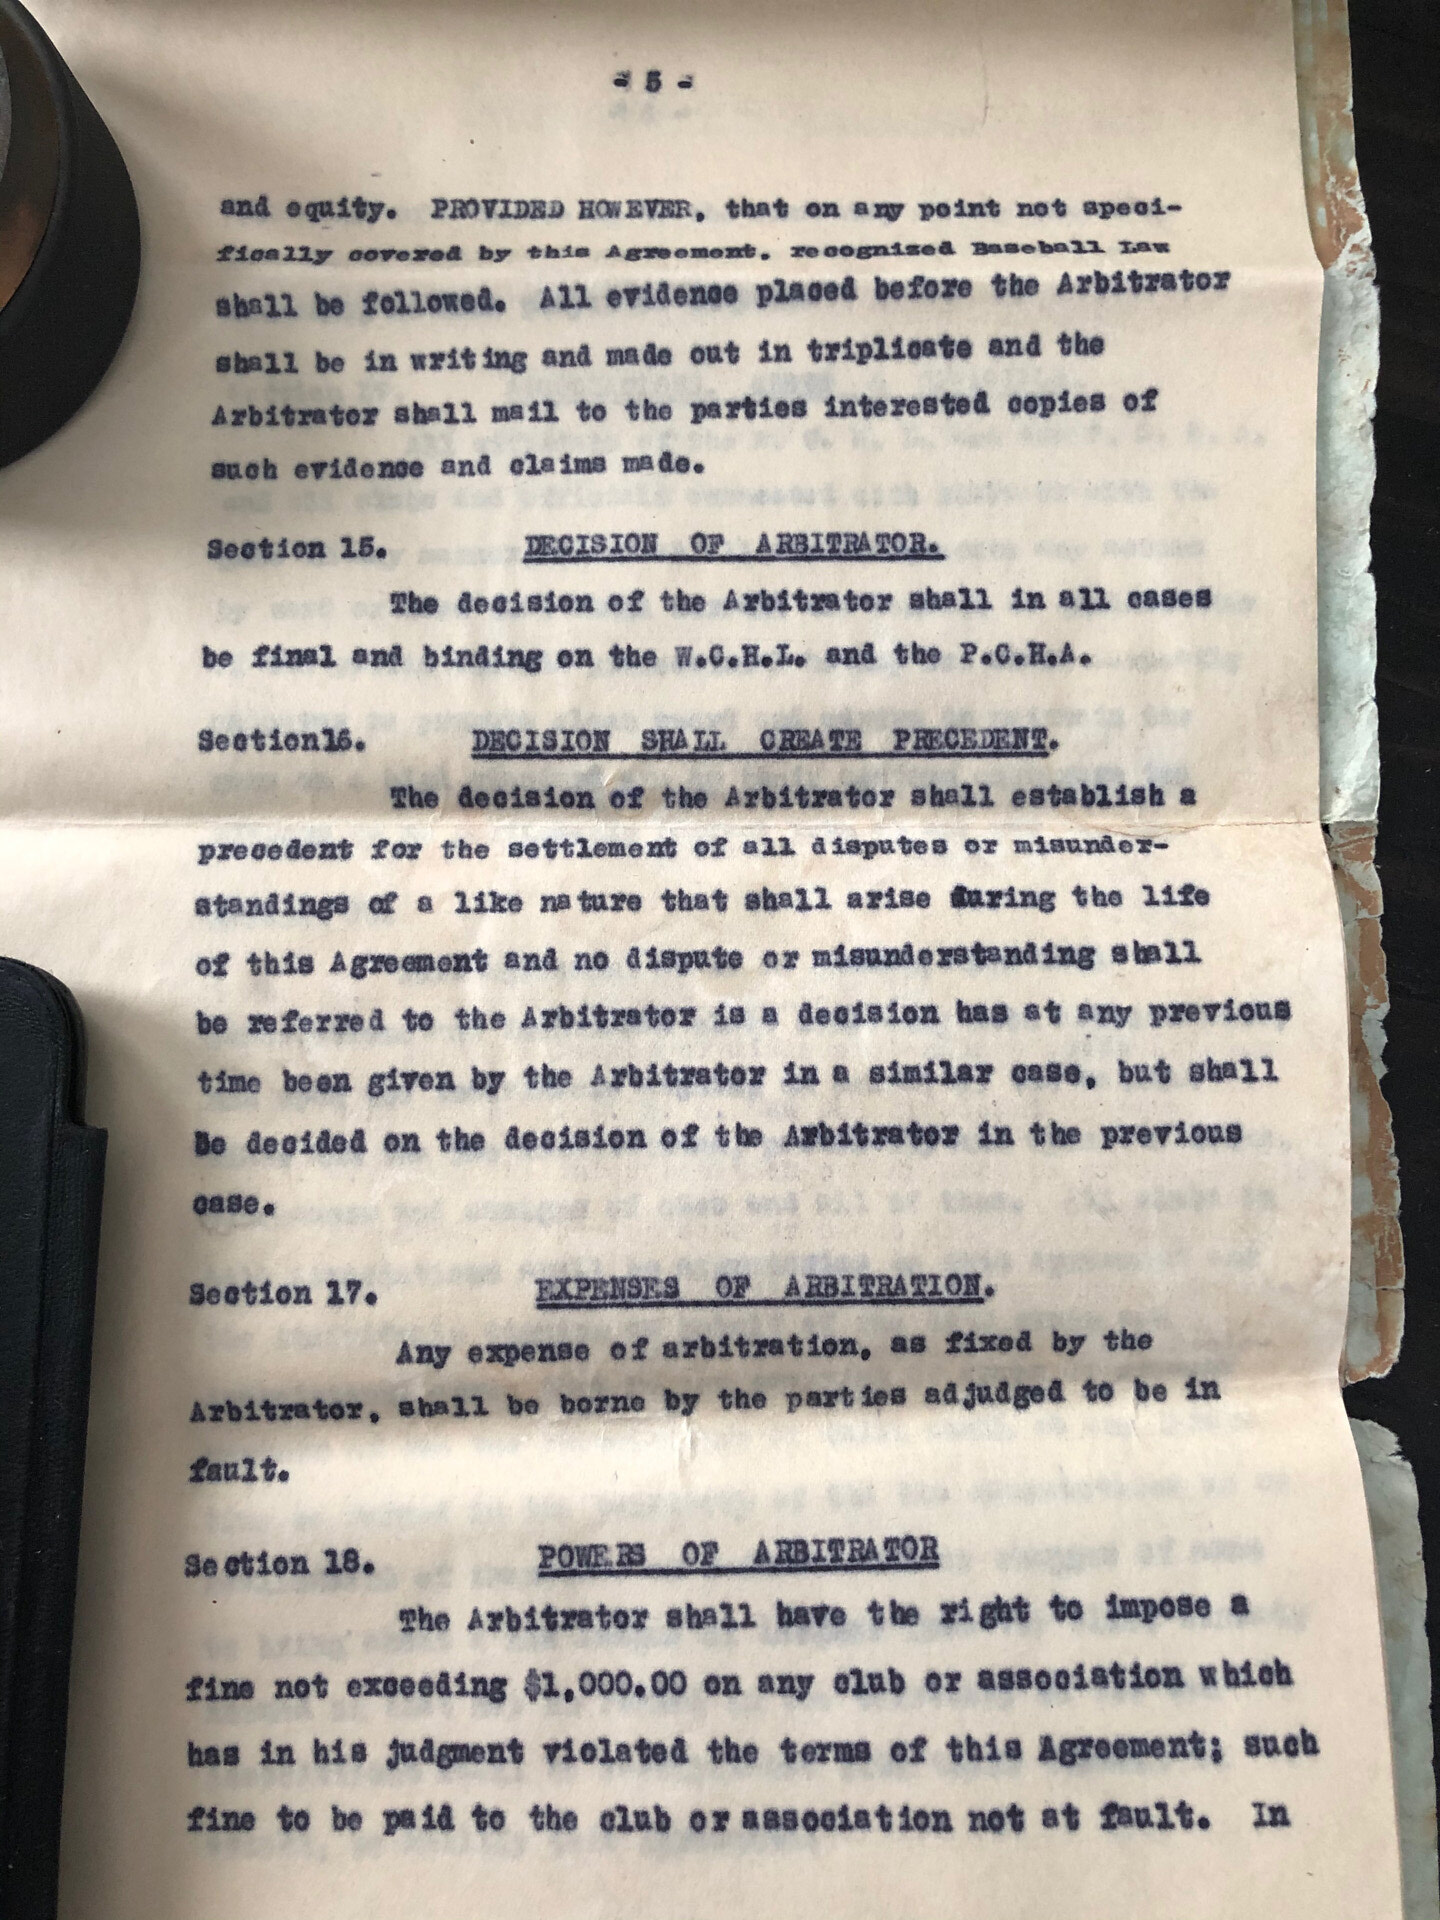 - 5 -
and equity. PROVIDED HOWEVER, that on any point not speci-
fically covered by this Agreement, recognized Baseball Law
shall be followed. All evidence placed before the Arbitrator
shall be in writing and made out in triplicate and the
Arbitrator shall mail to the parties interested copies of
such evidence and claims made.
Section 15. DECISION OF ARBITRATOR.
The decision of the Arbitrator shall in all cases
be final and binding on the W.C.H.L. and the P.C.H.A.
Section16. DECISION SHALL CREATE PRECEDENT.
The decision of the Arbitrator shall establish a
precedent for the settlement of all disputes or misunder-
standings of a like nature that shall arise during the life
of this Agreement and no dispute or misunderstanding shall
be referred to the Arbitrator is a decision has at any previous
time been given by the Arbitrator in a similar case, but shall
be decided on the decision of the Arbitrator in the previous
case.
Section 17. EXPENSES OF ARBITRATION.
Any expense of arbitration, as fixed by the
Arbitrator, shall be borne by the parties adjudged to be in
fault.
Section 18. POWERS OF ARBITRATOR
The Arbitrator shall have the right to impose a
fine not exceeding $1,000.00 on any club or association which
has in his judgment violated the terms of this Agreement; such
fine to be paid to the club or association not at fault. In